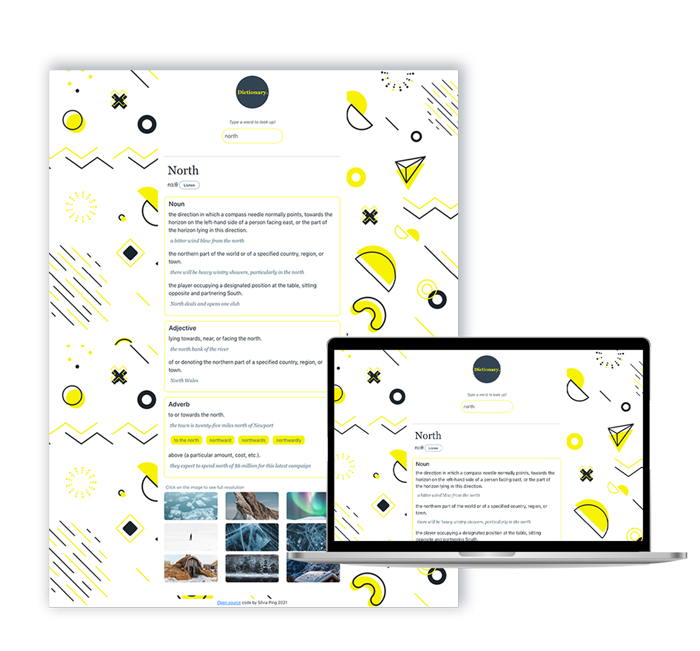 Dictionary.
Type a word to look up!
north
North
nɔːθ Listen
Noun
the direction in which a compass needle normally points, towards the
horizon on the left-hand side of a person facing east, or the part of
the horizon lying in this direction.
a bitter wind blew from the north
the northern part of the world or of a specified country, region, or
town.
there will be heavy wintry showers, particularly in the north
the player occupying a designated position at the table, sitting
opposite and partnering South.
North deals and opens one club
Adjective
lying towards, near, or facing the north.
the north bank of the river
of or denoting the northern part of a specified country, region, or
town.
North Wales
Adverb
to or towards the north.
the town is twenty-five miles north of Newport
to the north northward northwards northwardly
above (a particular amount, cost, etc.).
they expect to spend north of $6-million for this latest campaign
Click on the image to see full resolution
Open source code by Silvia Ping 2021
Dictionary.
Type a word to look up!
north
North
nɔːθ Listen
Noun
the direction in which a compass needle normally points, towards the
horizon on the left-hand side of a person facing east, or the part of
the horizon lying in this direction.
a bitter wind blew from the north
the northern part of the world or of a specified country, region, or
town.
there will be heavy wintry showers, particularly in the north
the player occupying a designated position at the table, sitting
opposite and partnering South.